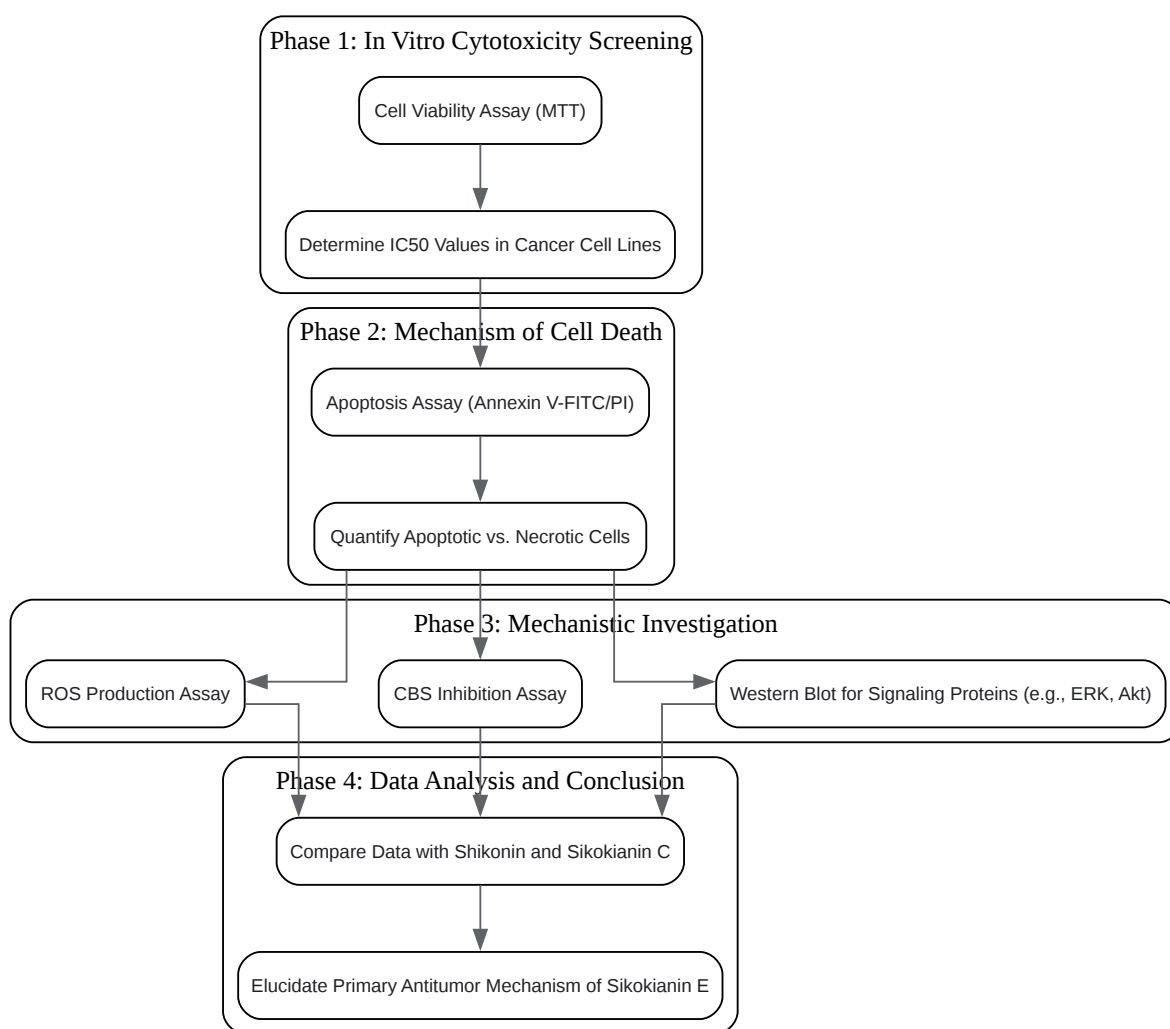 Phase 1: In Vitro Cytotoxicity Screening
Cell Viability Assay (MTT)
Determine IC50 Values in Cancer Cell Lines
Phase 2: Mechanism of Cell Death
Apoptosis Assay (Annexin V-FITC/PI)
Quantify Apoptotic vs. Necrotic Cells
Phase 3: Mechanistic Investigation
ROS Production Assay
CBS Inhibition Assay
Western Blot for Signaling Proteins (e.g., ERK, Akt)
Phase 4: Data Analysis and Conclusion
Compare Data with Shikonin and Sikokianin C
Elucidate Primary Antitumor Mechanism of Sikokianin E